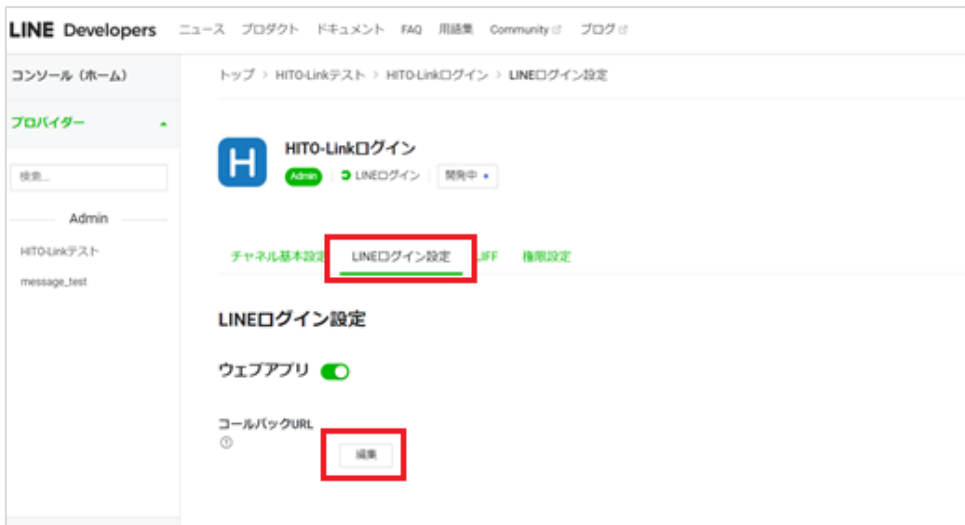 LINE Developers ニュース プロダクト ドキュメント FAQ 用語集 Community ブログ
コンソール（ホーム）
トップ > HITO-Linkテスト > HITO-Linkログイン > LINEログイン設定
プロバイダー
検索...
Admin
HITO-Linkテスト
message_test
H
HITO-Linkログイン
Admin LINEログイン 開発中
チャネル基本設定 LINEログイン設定 LIFF 権限設定
LINEログイン設定
ウェブアプリ
コールバックURL
?
編集